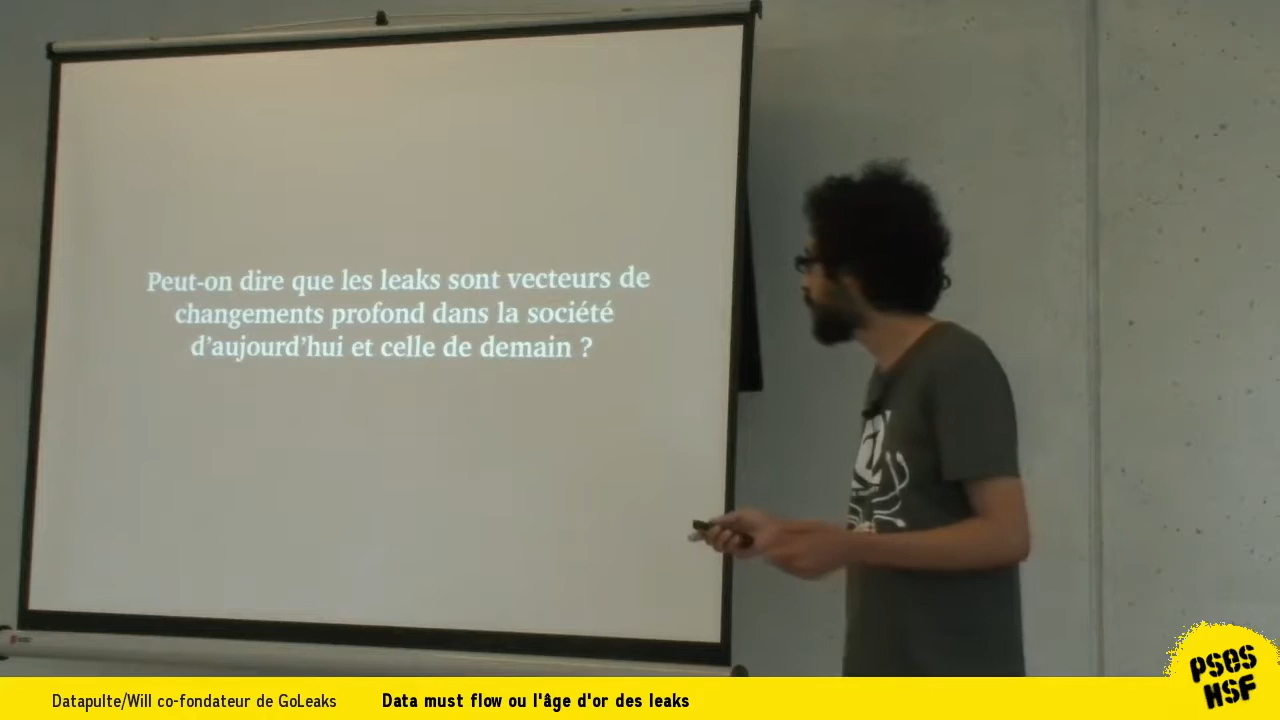 Peut-on dire que les leaks sont vecteurs de
changements profond dans la société
d'aujourd'hui et celle de demain ?
Datapulte/Will co-fondateur de GoLeaks
Data must flow ou l'âge d'or des leaks
PSES
HSF